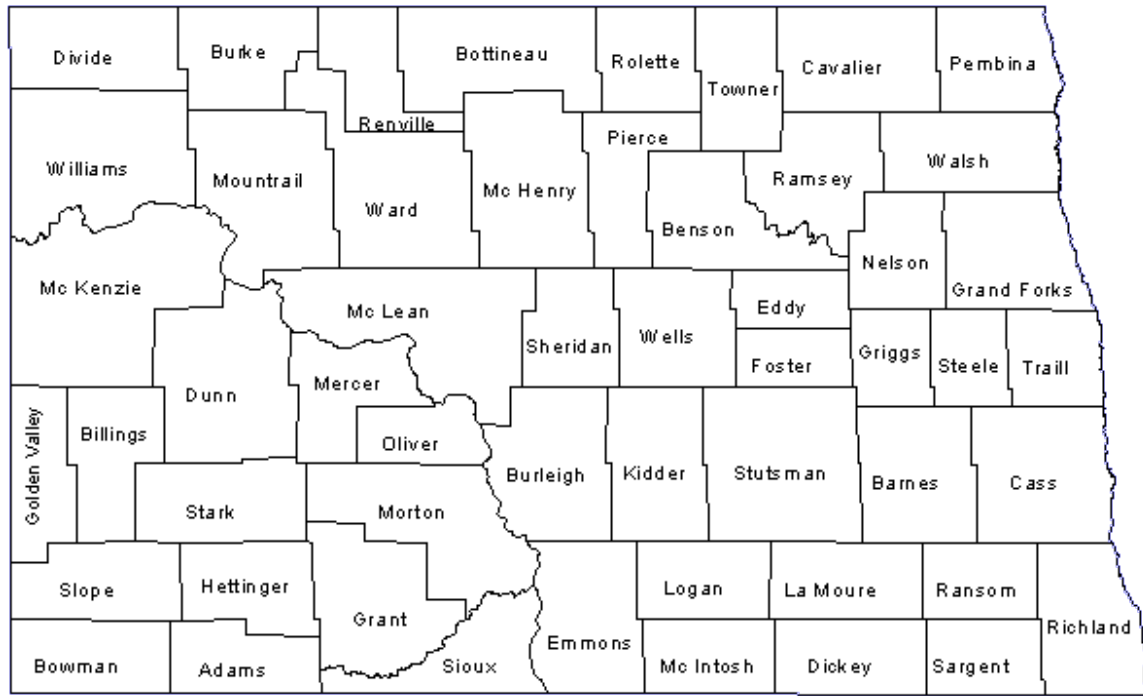 Divide
Burke
Bottineau
Rolette
Towner
Cavalier
Pembina
Renville
Pierce
Williams
Mountrail
Ward
Mc Henry
Benson
Ramsey
Walsh
Nelson
Mc Kenzie
Grand Forks
Mc Lean
Sheridan
Wells
Eddy
Foster
Griggs
Steele
Traill
Dunn
Mercer
Oliver
Golden Valley
Billings
Burleigh
Kidder
Stutsman
Barnes
Cass
Stark
Morton
Slope
Hettinger
Grant
Logan
La Moure
Ransom
Richland
Bowman
Adams
Sioux
Emmons
Mc Intosh
Dickey
Sargent